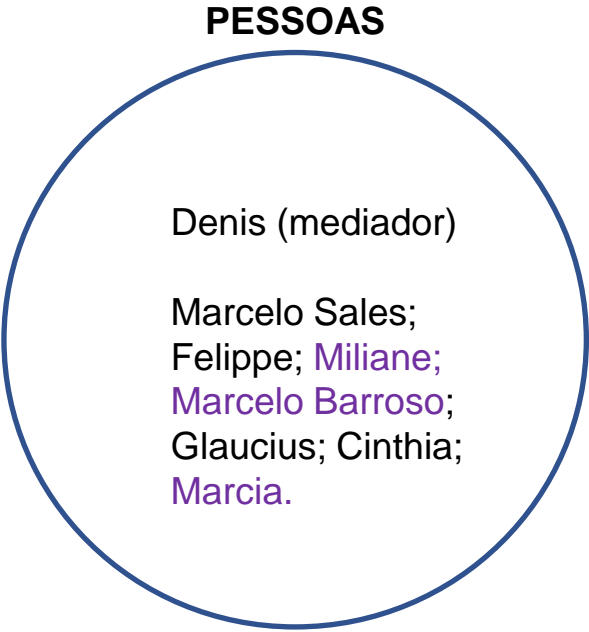 PESSOAS
Denis (mediador)
Marcelo Sales;
Felippe; Miliane;
Marcelo Barroso;
Glaucius; Cinthia;
Marcia.